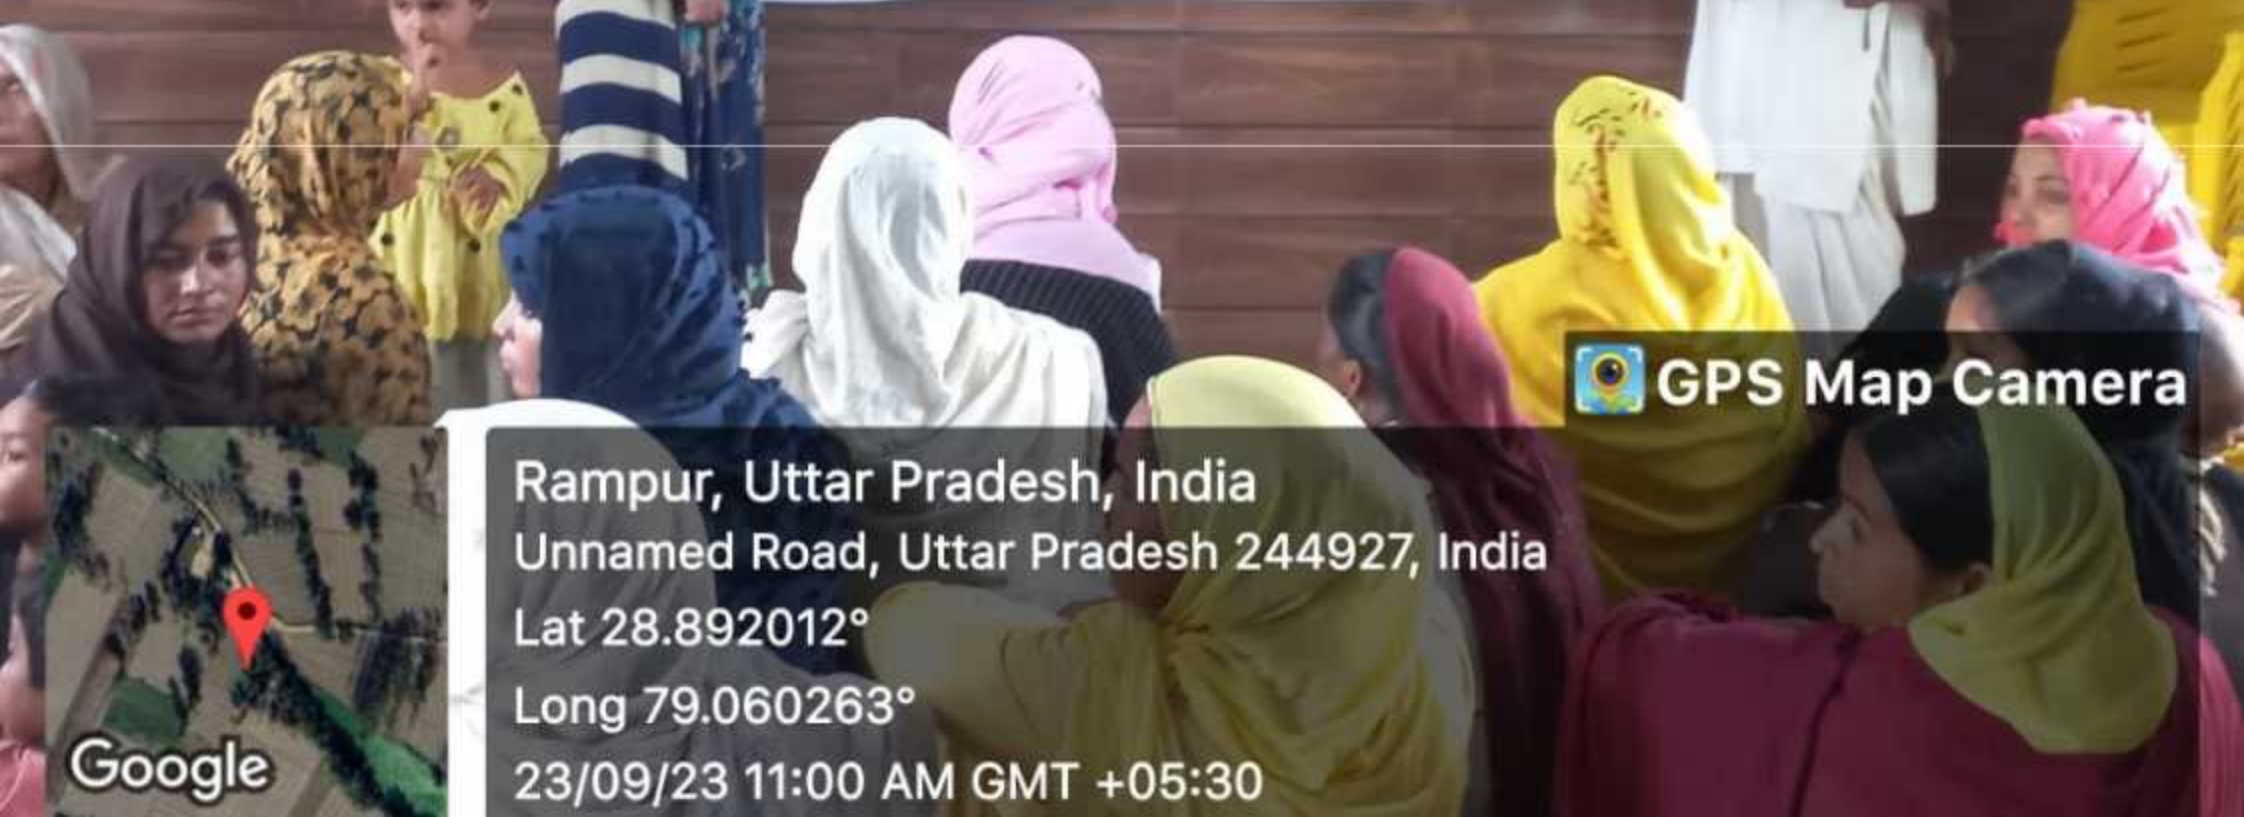 GPS Map Camera
Rampur, Uttar Pradesh, India
Unnamed Road, Uttar Pradesh 244927, India
Lat 28.892012°
Long 79.060263°
23/09/23 11:00 AM GMT +05:30
Google